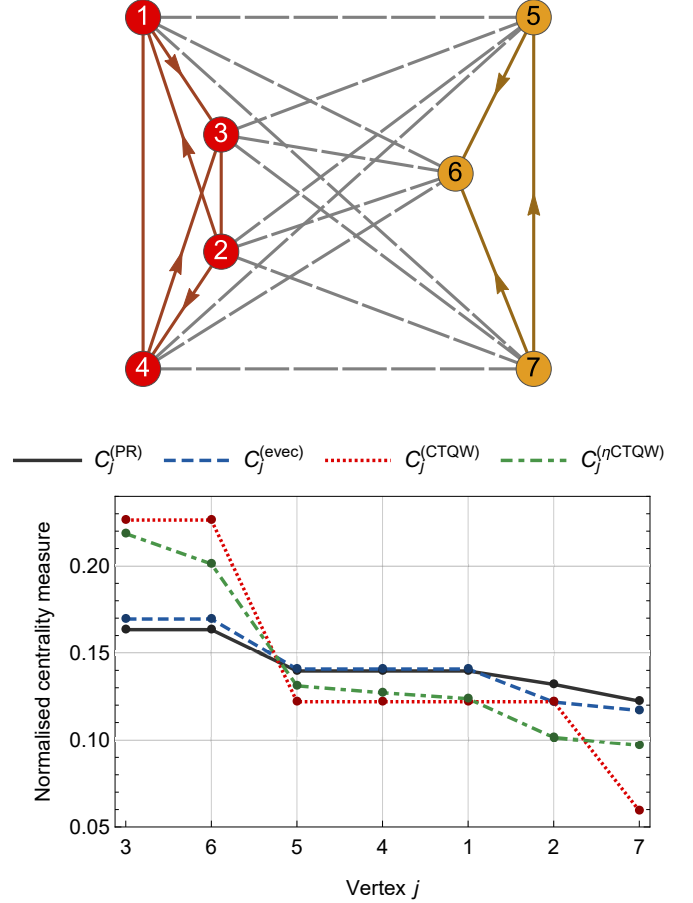 1 5
3
6
2
4 7
C_j^(PR) C_j^(evec) C_j^(CTQW) C_j^(ηCTQW)
Normalised centrality measure
0.20
0.15
0.10
0.05
3 6 5 4 1 2 7
Vertex j